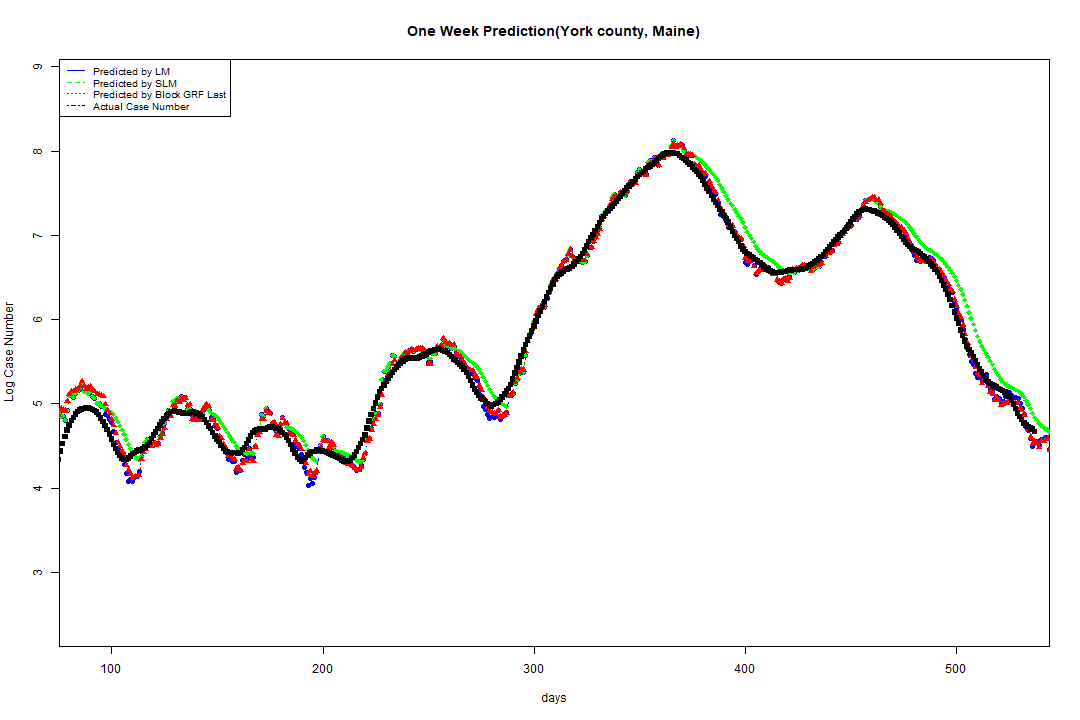 One Week Prediction(York county, Maine)
Predicted by LM
Predicted by SLM
Predicted by Block GRF Last
Actual Case Number
9
8
7
6
5
4
3
Log Case Number
100 200 300 400 500
days